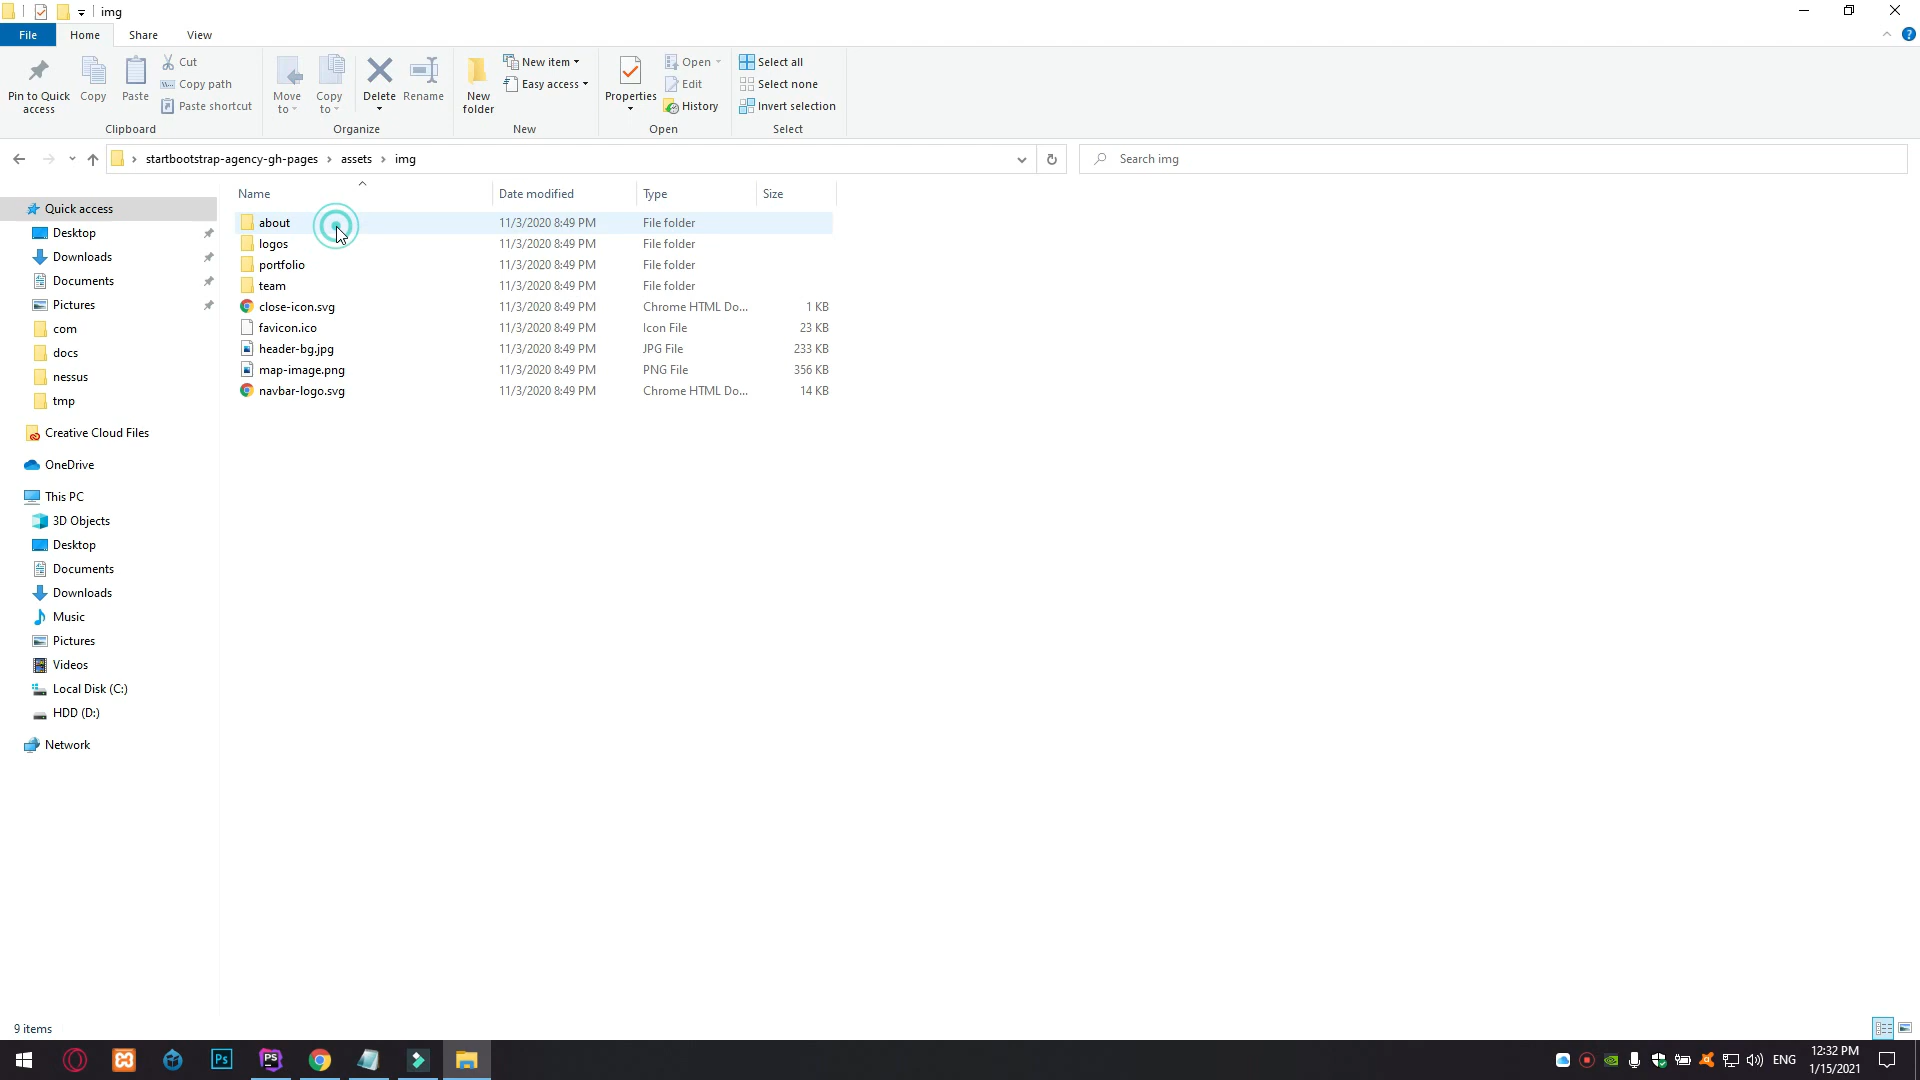 img
File Home Share View
Pin to Quick access
Copy
Paste
Cut
Copy path
Paste shortcut
Clipboard
Move to
Copy to
Delete
Rename
Organize
New folder
New item
Easy access
New
Properties
Open
Edit
History
Open
Select all
Select none
Invert selection
Select
startbootstrap-agency-gh-pages assets img
Search img
Name Date modified Type Size
about 11/3/2020 8:49 PM File folder
logos 11/3/2020 8:49 PM File folder
portfolio 11/3/2020 8:49 PM File folder
team 11/3/2020 8:49 PM File folder
close-icon.svg 11/3/2020 8:49 PM Chrome HTML Do... 1 KB
favicon.ico 11/3/2020 8:49 PM Icon File 23 KB
header-bg.jpg 11/3/2020 8:49 PM JPG File 233 KB
map-image.png 11/3/2020 8:49 PM PNG File 356 KB
navbar-logo.svg 11/3/2020 8:49 PM Chrome HTML Do... 14 KB
Quick access
Desktop
Downloads
Documents
Pictures
com
docs
nessus
tmp
Creative Cloud Files
OneDrive
This PC
3D Objects
Desktop
Documents
Downloads
Music
Pictures
Videos
Local Disk (C:)
HDD (D:)
Network
9 items
Ps
PS
ENG
12:32 PM
1/15/2021